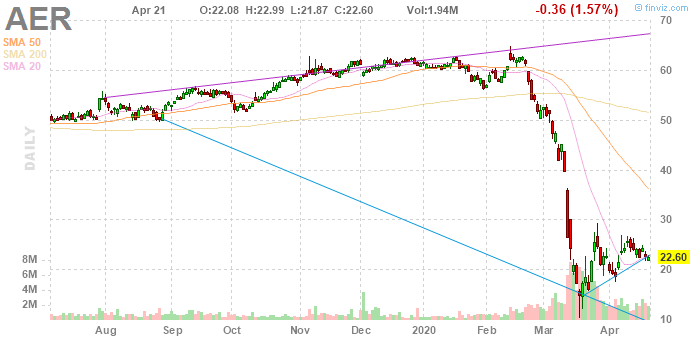 AER Apr 21 O:22.08 H:22.99 L:21.87 C:22.60 Vol:1.94M © finviz.com -0.36 (1.57%)
SMA 50
SMA 200
SMA 20
DAILY
70
60
50
40
30
22.60
20
10
8M
6M
4M
2M
Aug Sep Oct Nov Dec 2020 Feb Mar Apr